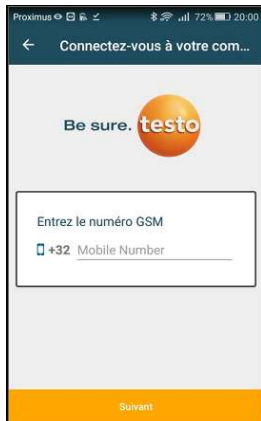 Proximus 72% 20:00
Connectez-vous à votre com...
Be sure. testo
Entrez le numéro GSM
+32 Mobile Number
Suivant